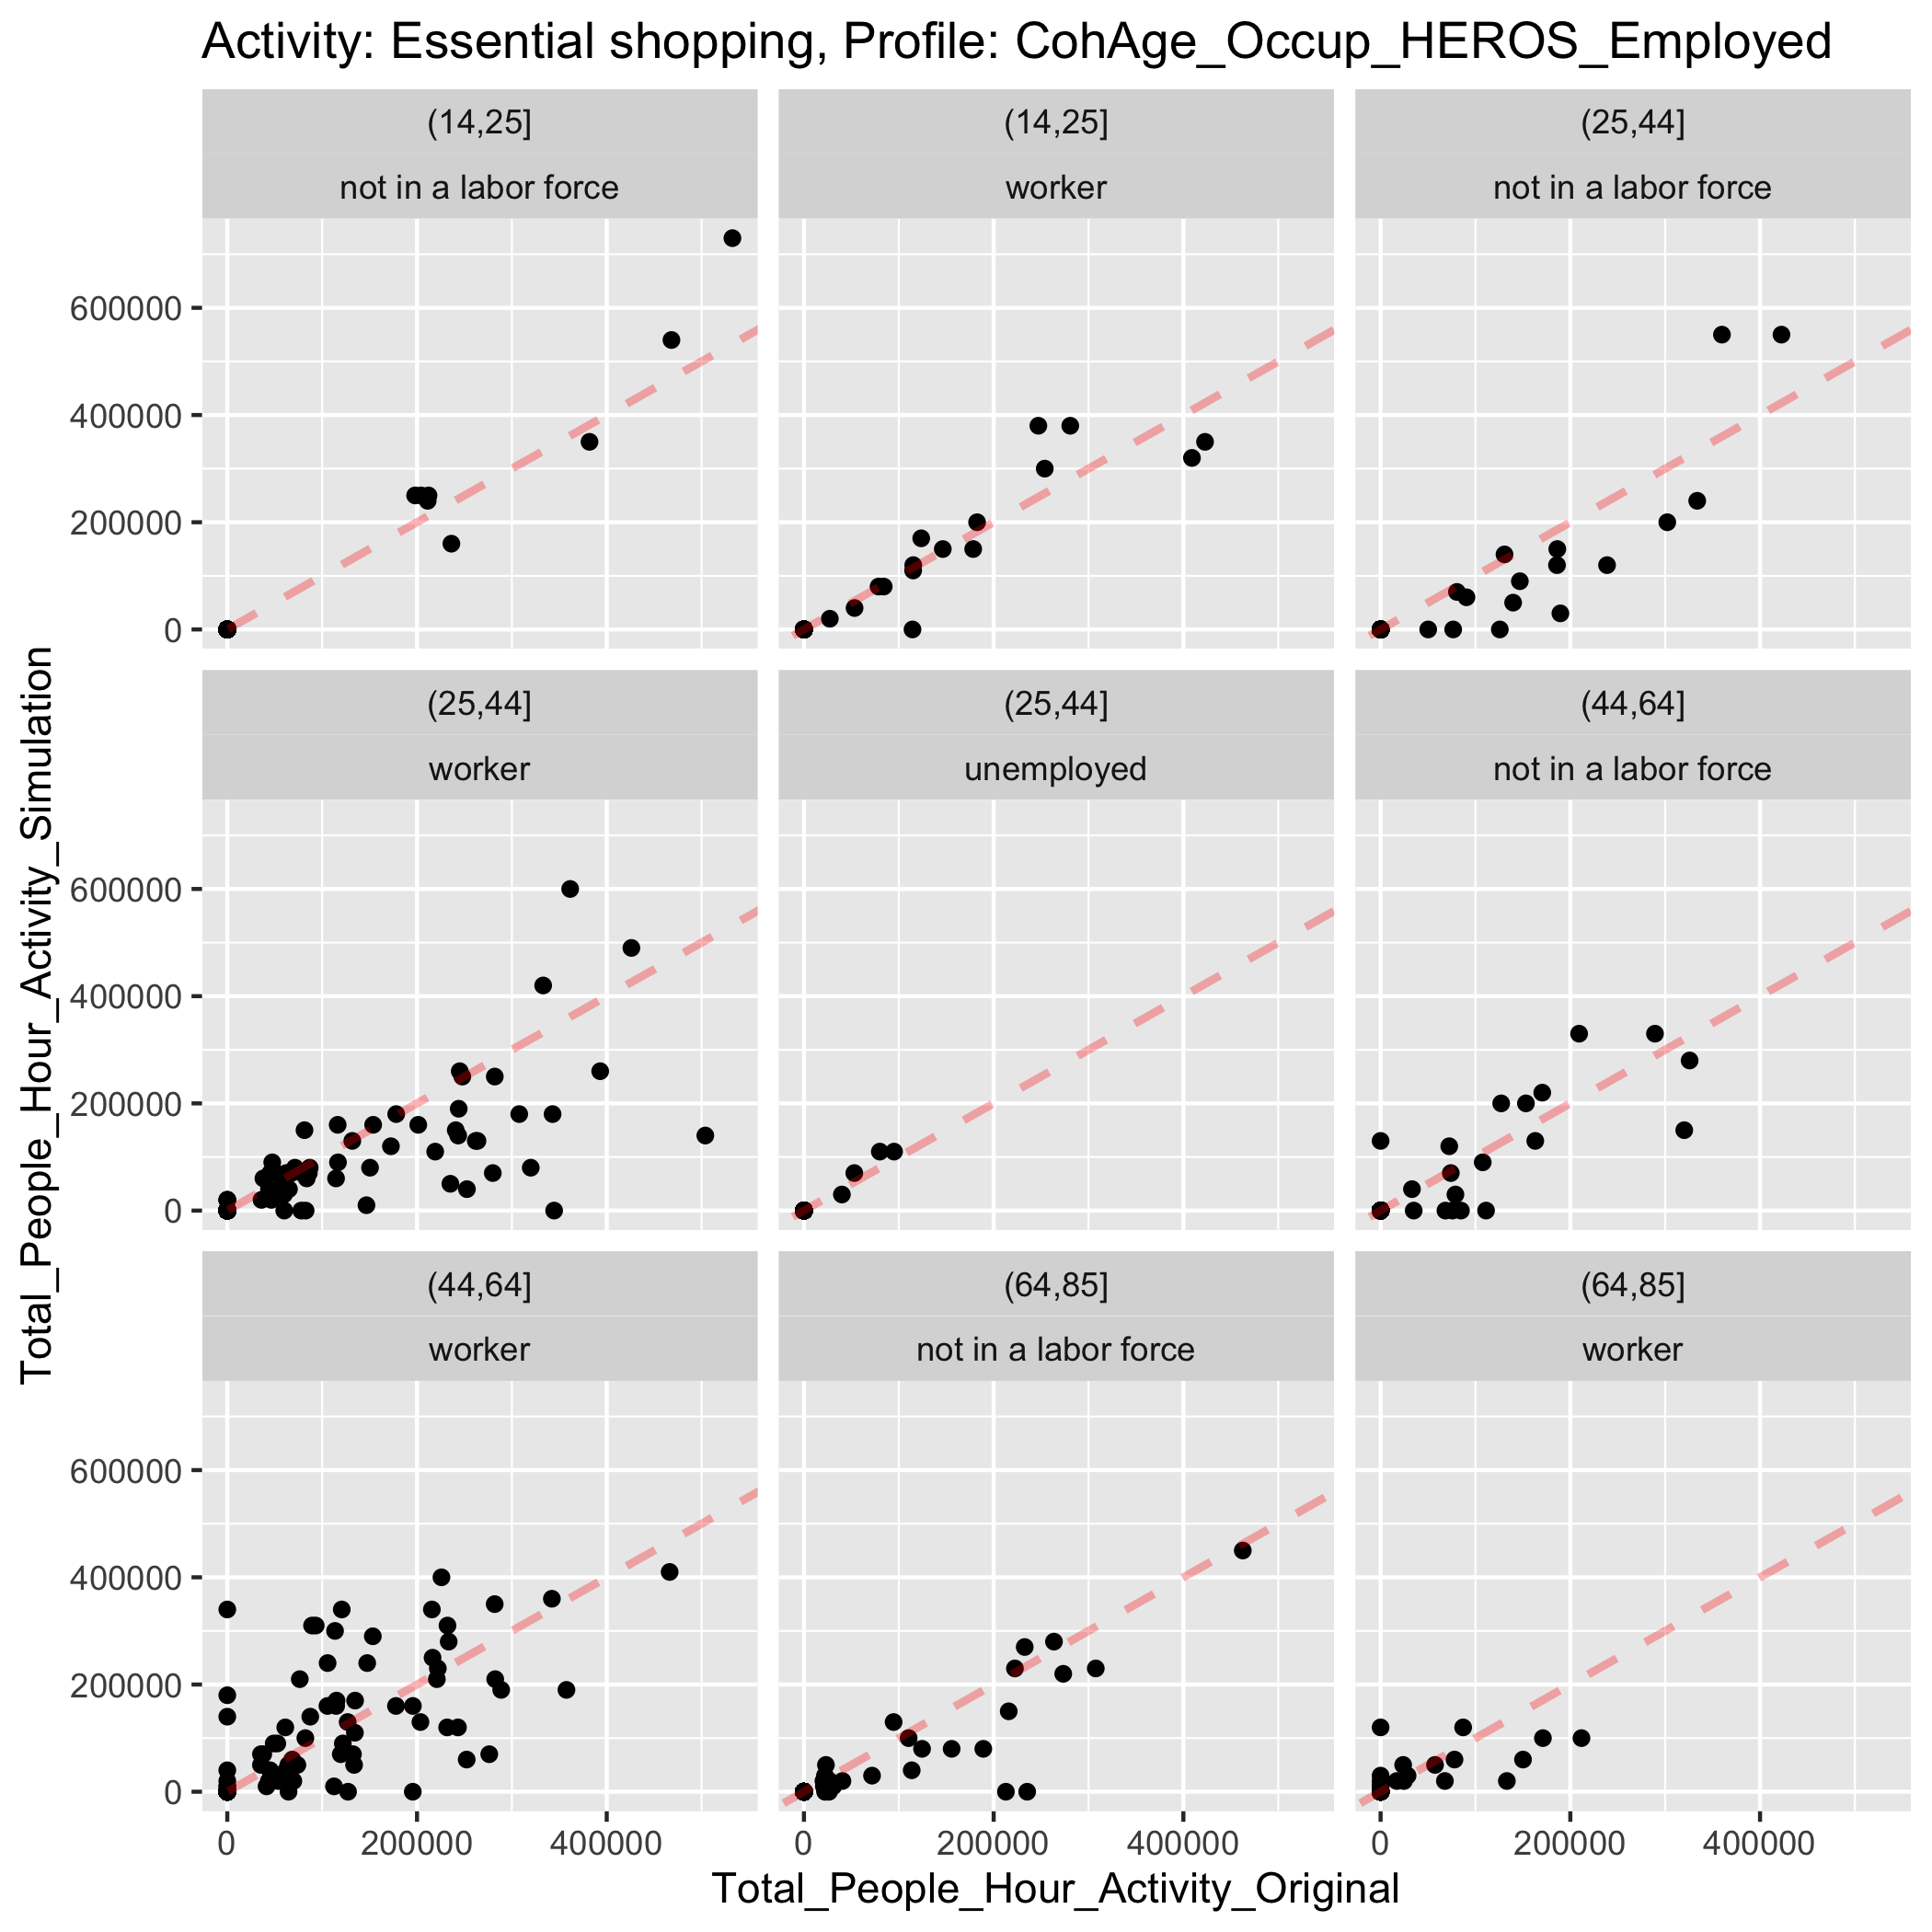 Activity: Essential shopping, Profile: CohAge_Occup_HEROS_Employed
(14,25]
not in a labor force
(14,25]
worker
(25,44]
not in a labor force
600000
400000
200000
0
(25,44]
worker
(25,44]
unemployed
(44,64]
not in a labor force
600000
400000
200000
0
(44,64]
worker
(64,85]
not in a labor force
(64,85]
worker
600000
400000
200000
0
0 200000 400000
0 200000 400000
0 200000 400000
Total_People_Hour_Activity_Original
Total_People_Hour_Activity_Simulation